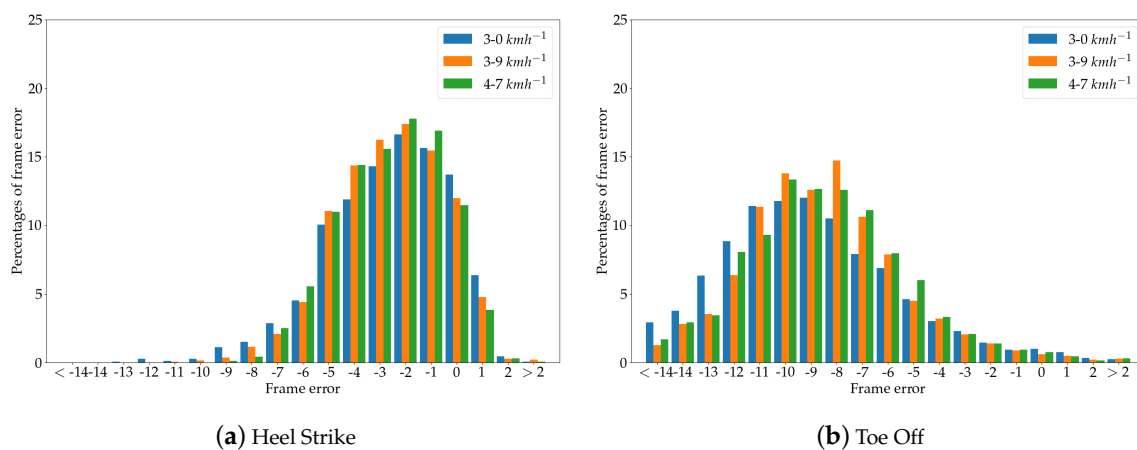 25
20
15
10
5
0
Percentages of frame error
3-0 kmh⁻¹
3-9 kmh⁻¹
4-7 kmh⁻¹
< -14 -14 -13 -12 -11 -10 -9 -8 -7 -6 -5 -4 -3 -2 -1 0 1 2 > 2
Frame error
(a) Heel Strike
25
20
15
10
5
0
Percentages of frame error
3-0 kmh⁻¹
3-9 kmh⁻¹
4-7 kmh⁻¹
< -14 -14 -13 -12 -11 -10 -9 -8 -7 -6 -5 -4 -3 -2 -1 0 1 2 > 2
Frame error
(b) Toe Off